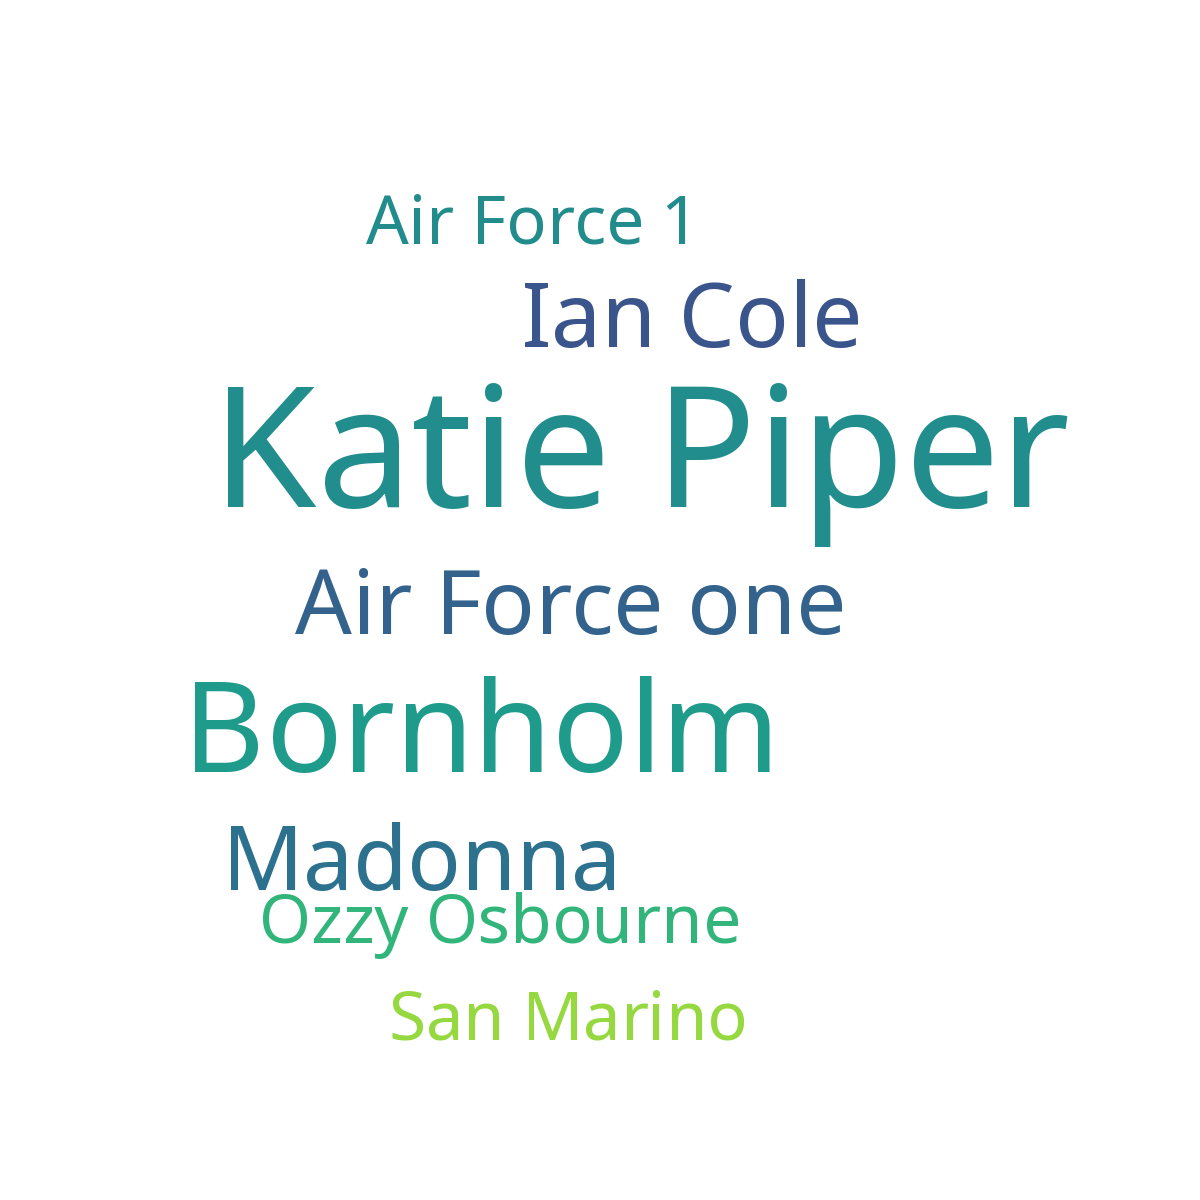 Air Force 1
Ian Cole
Katie Piper
Air Force one
Bornholm
Madonna
Ozzy Osbourne
San Marino